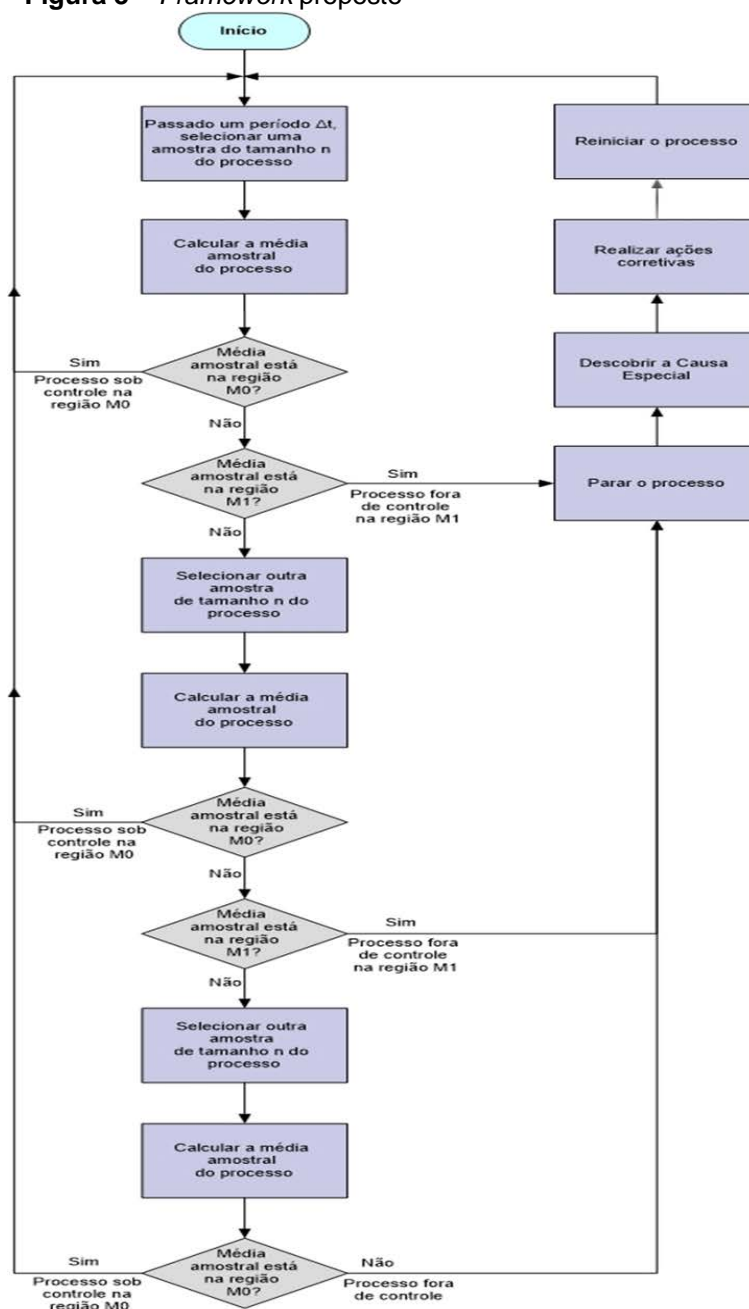 Figura 3 – Framework proposto
Início
Passado um período Δt,
selecionar uma
amostra do tamanho n
do processo
Calcular a média
amostral
do processo
Média
amostral está
na região
M0?
Sim
Processo sob
controle na
região M0
Não
Média
amostral está
na região
M1?
Sim
Processo fora
de controle
na região M1
Não
Selecionar outra
amostra
de tamanho n do
processo
Calcular a média
amostral
do processo
Média
amostral está
na região
M0?
Sim
Processo sob
controle na
região M0
Não
Média
amostral está
na região
M1?
Sim
Processo fora
de controle
na região M1
Não
Selecionar outra
amostra
de tamanho n do
processo
Calcular a média
amostral
do processo
Média
amostral está
na região
M0?
Sim
Processo sob
controle na
região M0
Não
Processo fora
de controle
Parar o processo
Descobrir a Causa
Especial
Realizar ações
corretivas
Reiniciar o processo